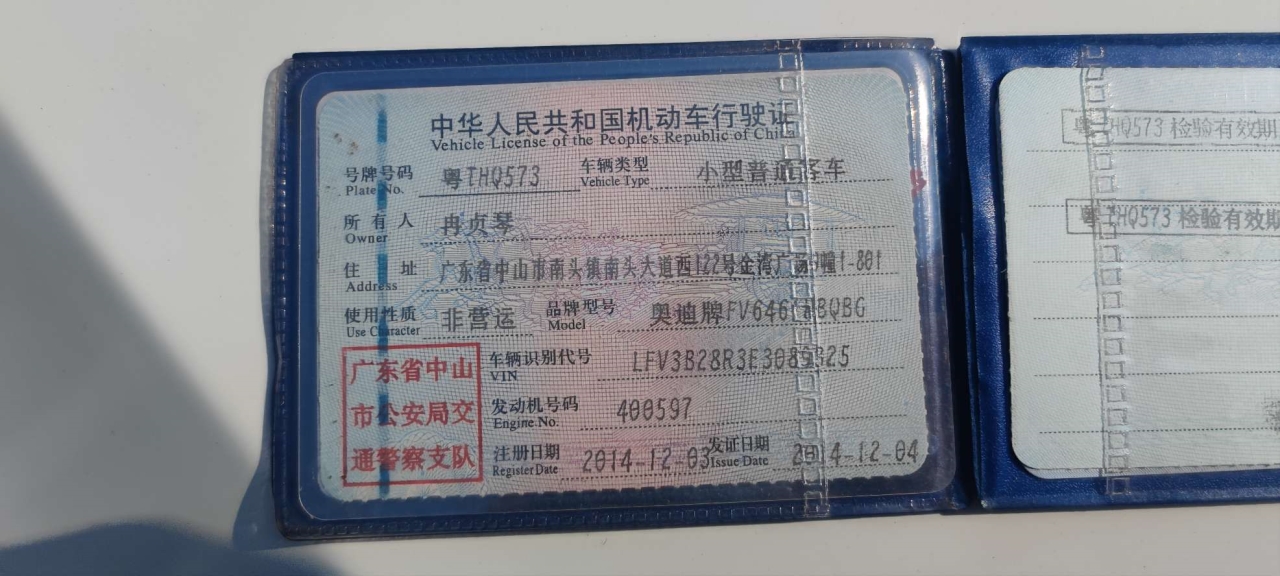 中华人民共和国机动车行驶证
Vehicle License of the People's Republic of China
号牌号码 粤THQ573 车辆类型 小型普通客车
Plate No. Vehicle Type
所有人 冉贞琴
Owner
住址 广东省中山市南头镇南头大道西122号金湾广场 幢1-801
Address
使用性质 非营运 品牌型号 奥迪牌FV646 HBQBG
Use Character Model
广东省中山
市公安局交
通警察支队
车辆识别代号 LFV3B28R3E308 325
VIN
发动机号码 400597
Engine No.
注册日期 2014-12-03 发证日期 2014-12-04
Register Date Issue Date
粤THQ573 检验有效期
粤THQ573 检验有效期